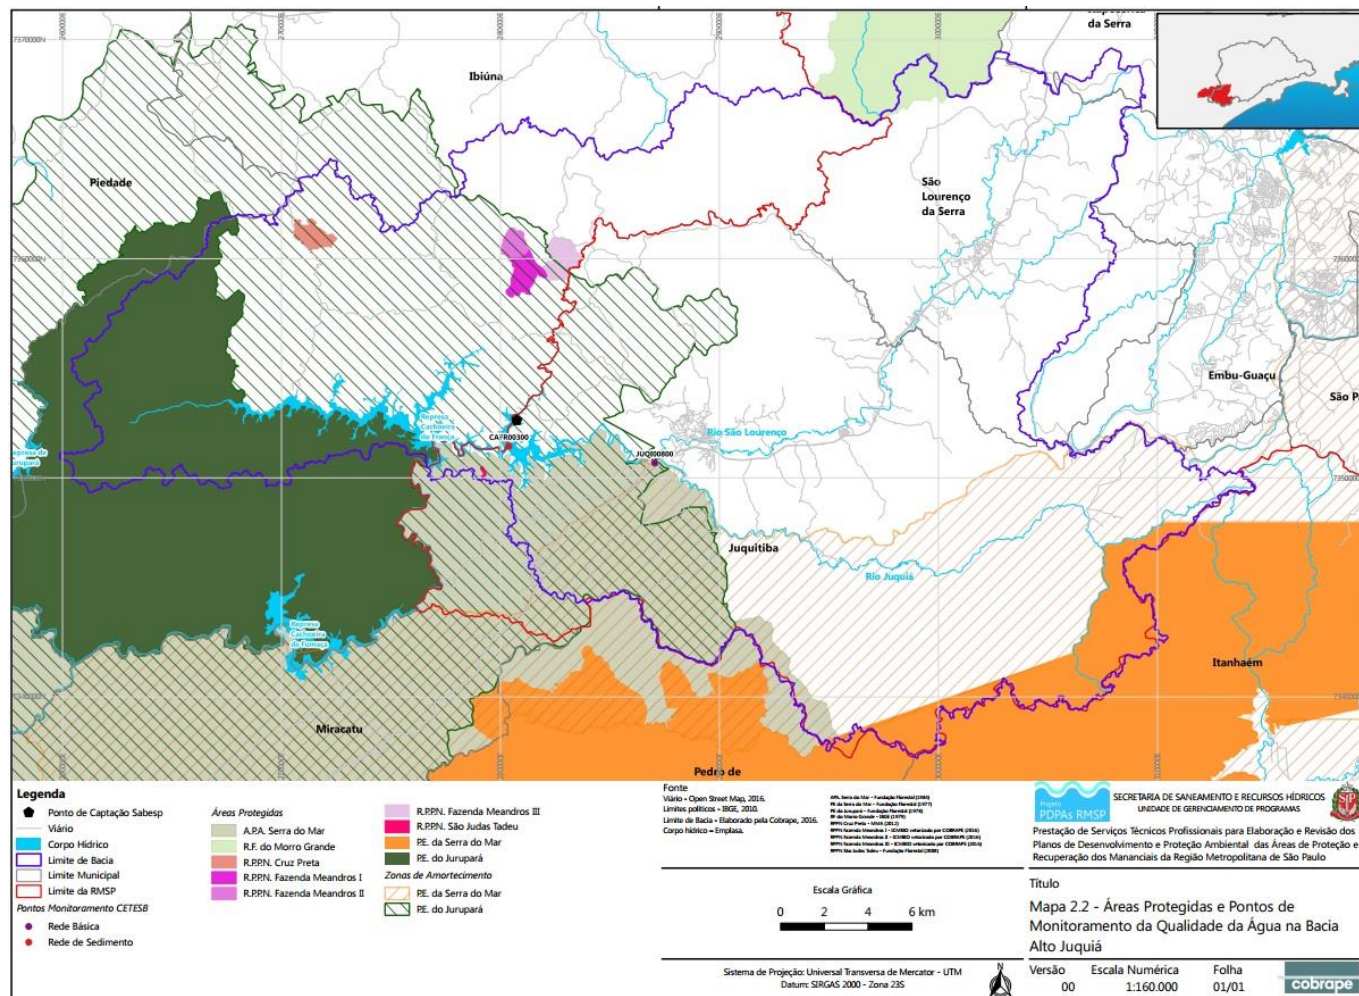 da Serra
7370000N
Ibiúna
Piedade
São
Lourenço
da Serra
Embu-Guaçu
São P
Represa
Cachoeira
do França
CAFR00300
JUQI00800
Rio São Lourenço
Juquitiba
Rio Juquiá
Represa
Cachoeira
da Fumaça
Itanhaém
Miracatu
Pedro de
Legenda
Ponto de Captação Sabesp
Viário
Corpo Hídrico
Limite de Bacia
Limite Municipal
Limite da RMSP
Pontos Monitoramento CETESB
Rede Básica
Rede de Sedimento
Áreas Protegidas
A.P.A. Serra do Mar
R.F. do Morro Grande
R.P.P.N. Cruz Preta
R.P.P.N. Fazenda Meandros I
R.P.P.N. Fazenda Meandros II
R.P.P.N. Fazenda Meandros III
R.P.P.N. São Judas Tadeu
P.E. da Serra do Mar
P.E. do Jurupará
Zonas de Amortecimento
P.E. da Serra do Mar
P.E. do Jurupará
Fonte
Viário - Open Street Map, 2016.
Limites políticos - IBGE, 2010.
Limite de Bacia - Elaborado pela Cobrape, 2016.
Corpo hídrico = Emplasa.
Escala Gráfica
0 2 4 6 km
Sistema de Projeção: Universal Transversa de Mercator - UTM
Datum: SIRGAS 2000 - Zona 23S
N
Projeto
PDPAs RMSP
SECRETARIA DE SANEAMENTO E RECURSOS HÍDRICOS
UNIDADE DE GERENCIAMENTO DE PROGRAMAS
Prestação de Serviços Técnicos Profissionais para Elaboração e Revisão dos
Planos de Desenvolvimento e Proteção Ambiental das Áreas de Proteção e
Recuperação dos Mananciais da Região Metropolitana de São Paulo
Título
Mapa 2.2 - Áreas Protegidas e Pontos de
Monitoramento da Qualidade da Água na Bacia
Alto Juquiá
Versão Escala Numérica Folha
00 1:160.000 01/01
cobrape